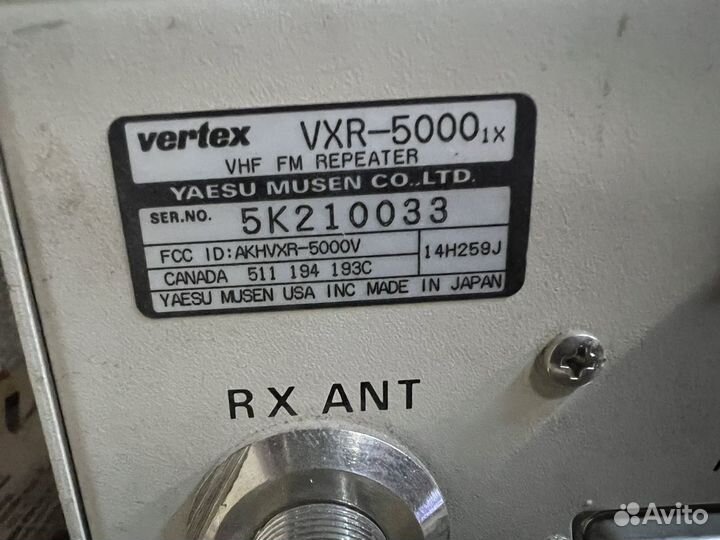 vertex VXR-5000 1X
VHF FM REPEATER
YAESU MUSEN CO.,LTD.
SER.NO. 5K210033
FCC ID:AKHVXR-5000V
14H259J
CANADA 511 194 193C
YAESU MUSEN USA INC MADE IN JAPAN
RX ANT
Avito